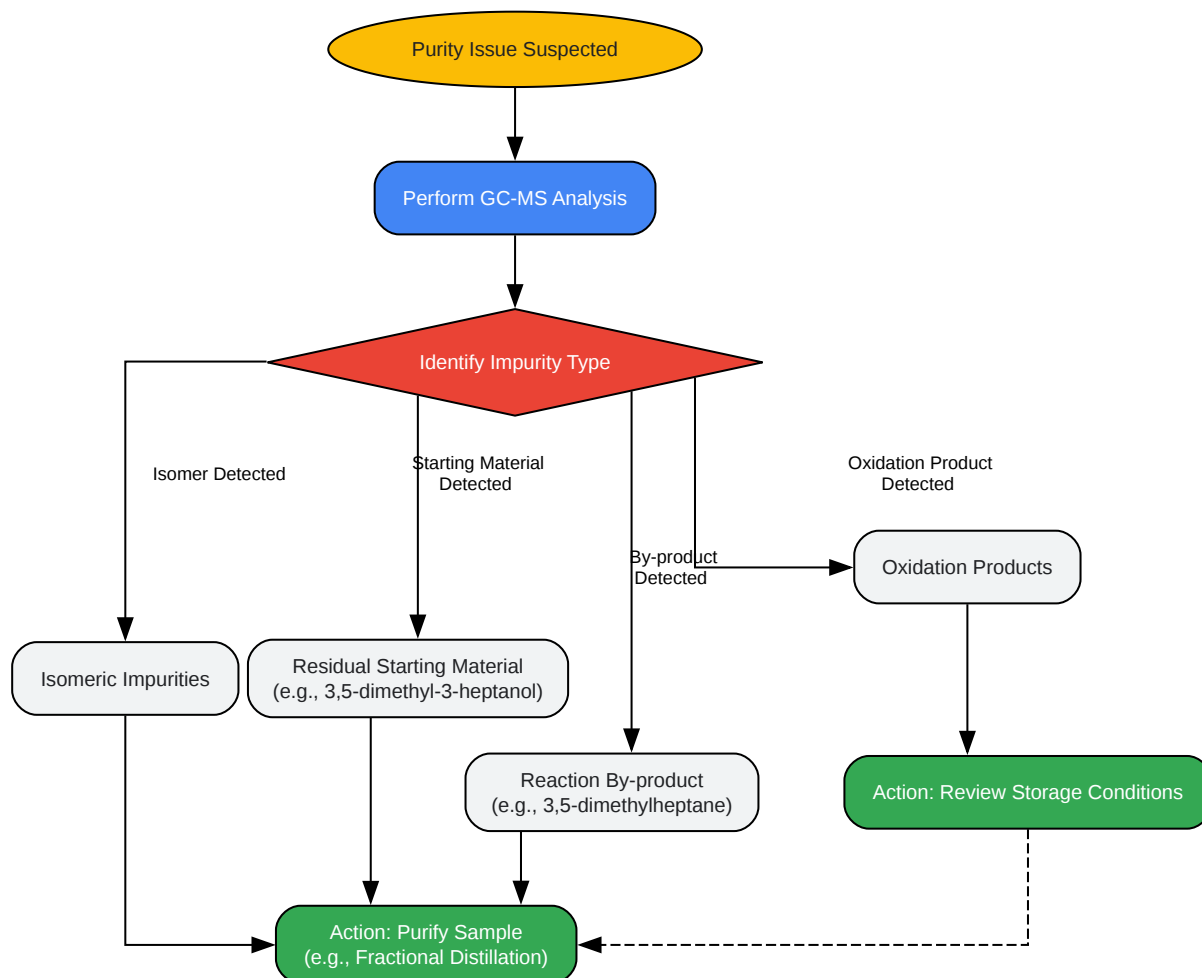 Purity Issue Suspected
Perform GC-MS Analysis
Identify Impurity Type
Isomer Detected
Starting Material
Detected
Oxidation Product
Detected
By-product
Detected
Oxidation Products
Isomeric Impurities
Residual Starting Material
(e.g., 3,5-dimethyl-3-heptanol)
Reaction By-product
(e.g., 3,5-dimethylheptane)
Action: Review Storage Conditions
Action: Purify Sample
(e.g., Fractional Distillation)